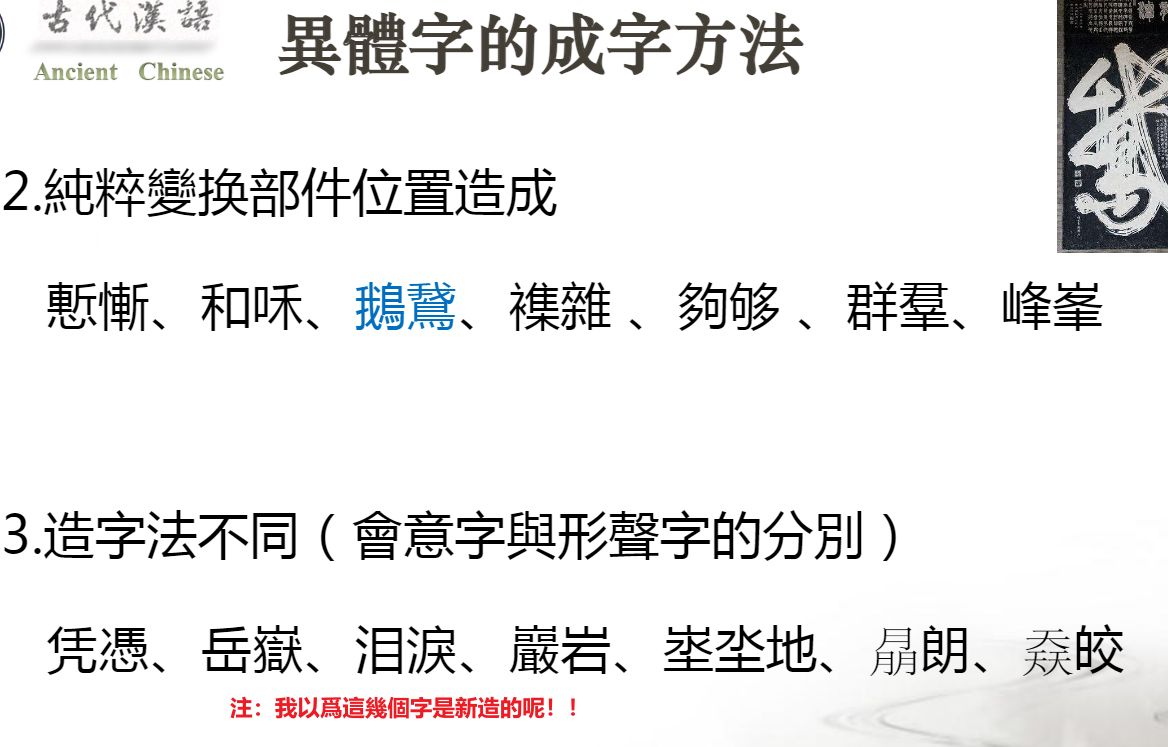 古代漢語
Ancient Chinese
異體字的成字方法
2.純粹變换部件位置造成
慙慚、和咊、鵝鵞、襍雜 、夠够 、群羣、峰峯
3.造字法不同（會意字與形聲字的分別）
凭憑、岳嶽、泪淚、巖岩、埊坔地、朤朗、㚏皎
注：我以爲這幾個字是新造的呢！！